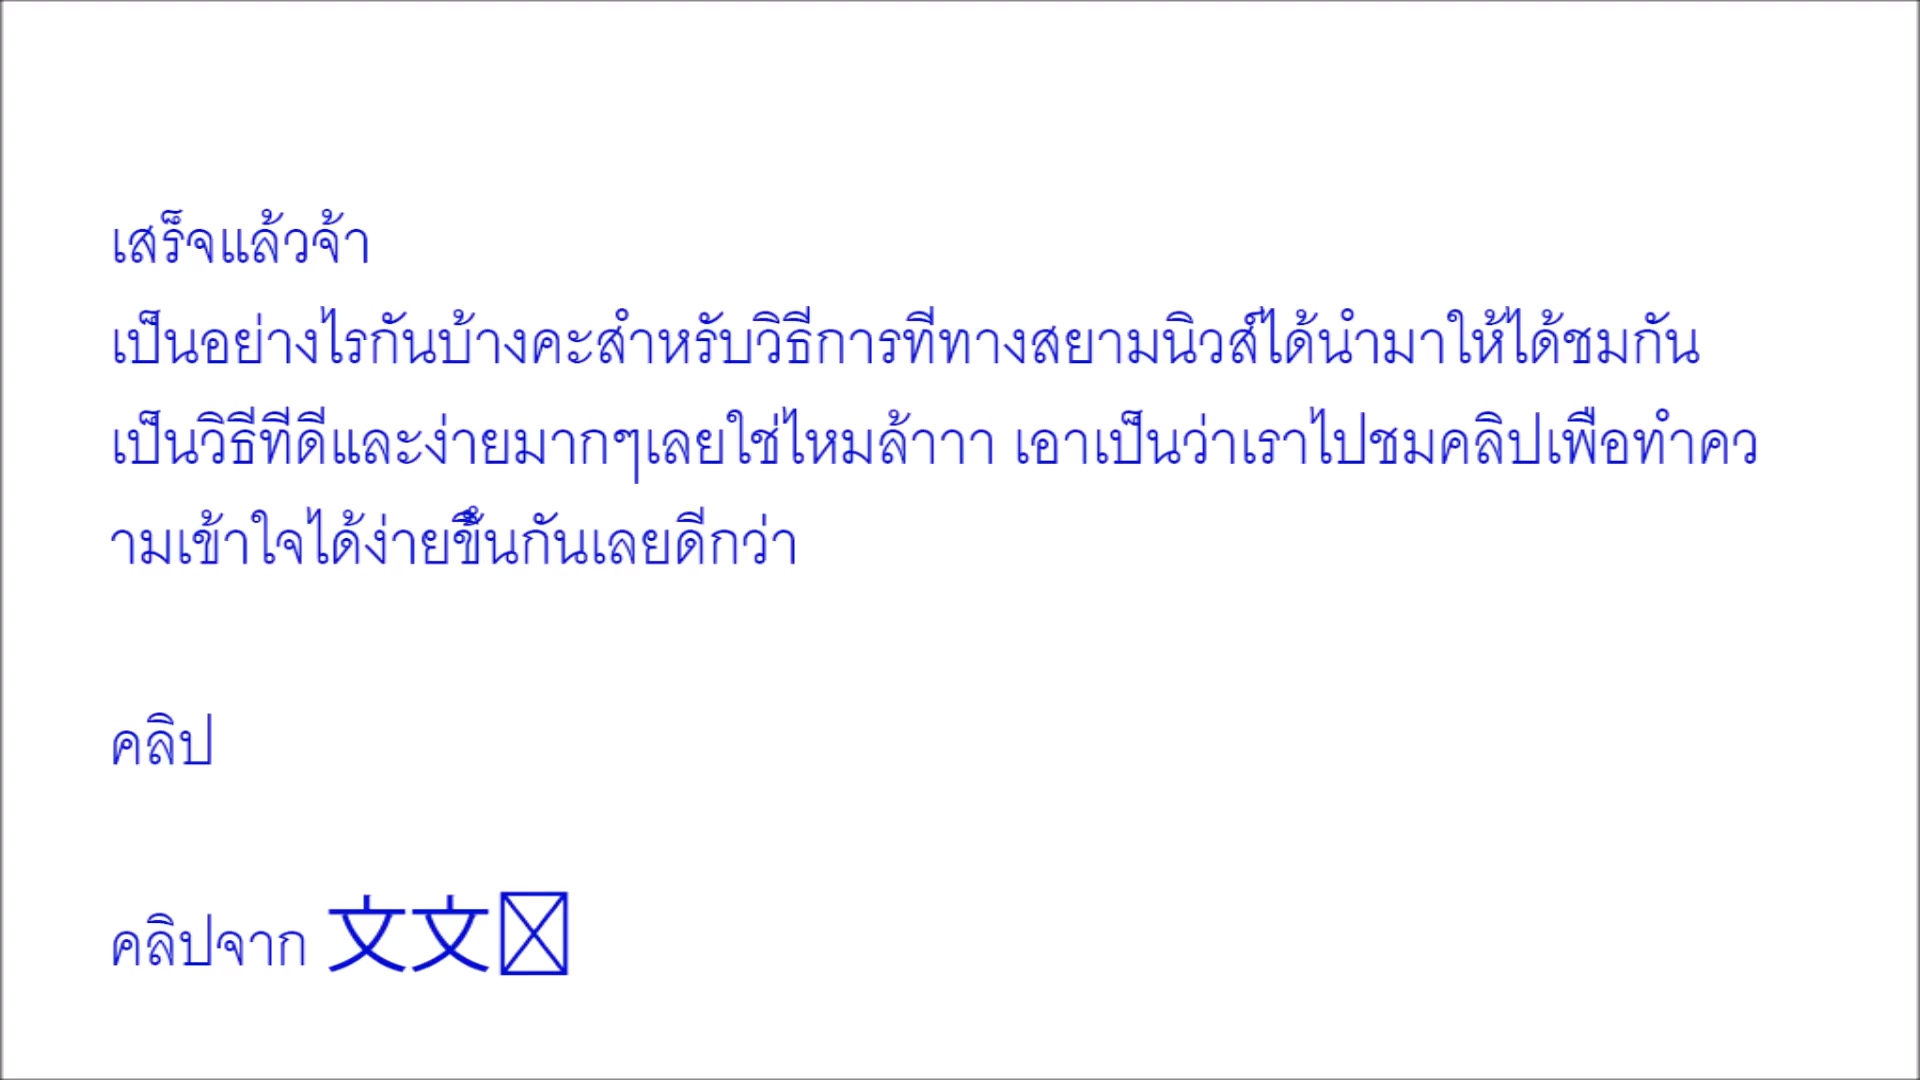 เสร็จแล้วจ้า
เป็นอย่างไรกันบ้างคะสำหรับวิธีการที่ทางสยามนิวส์ได้นำมาให้ได้ชมกัน
เป็นวิธีที่ดีและง่ายมากๆเลยใช่ไหมล้าาา เอาเป็นว่าเราไปชมคลิปเพื่อทำคว
ามเข้าใจได้ง่ายขึ้นกันเลยดีกว่า
คลิป
คลิปจาก 文文